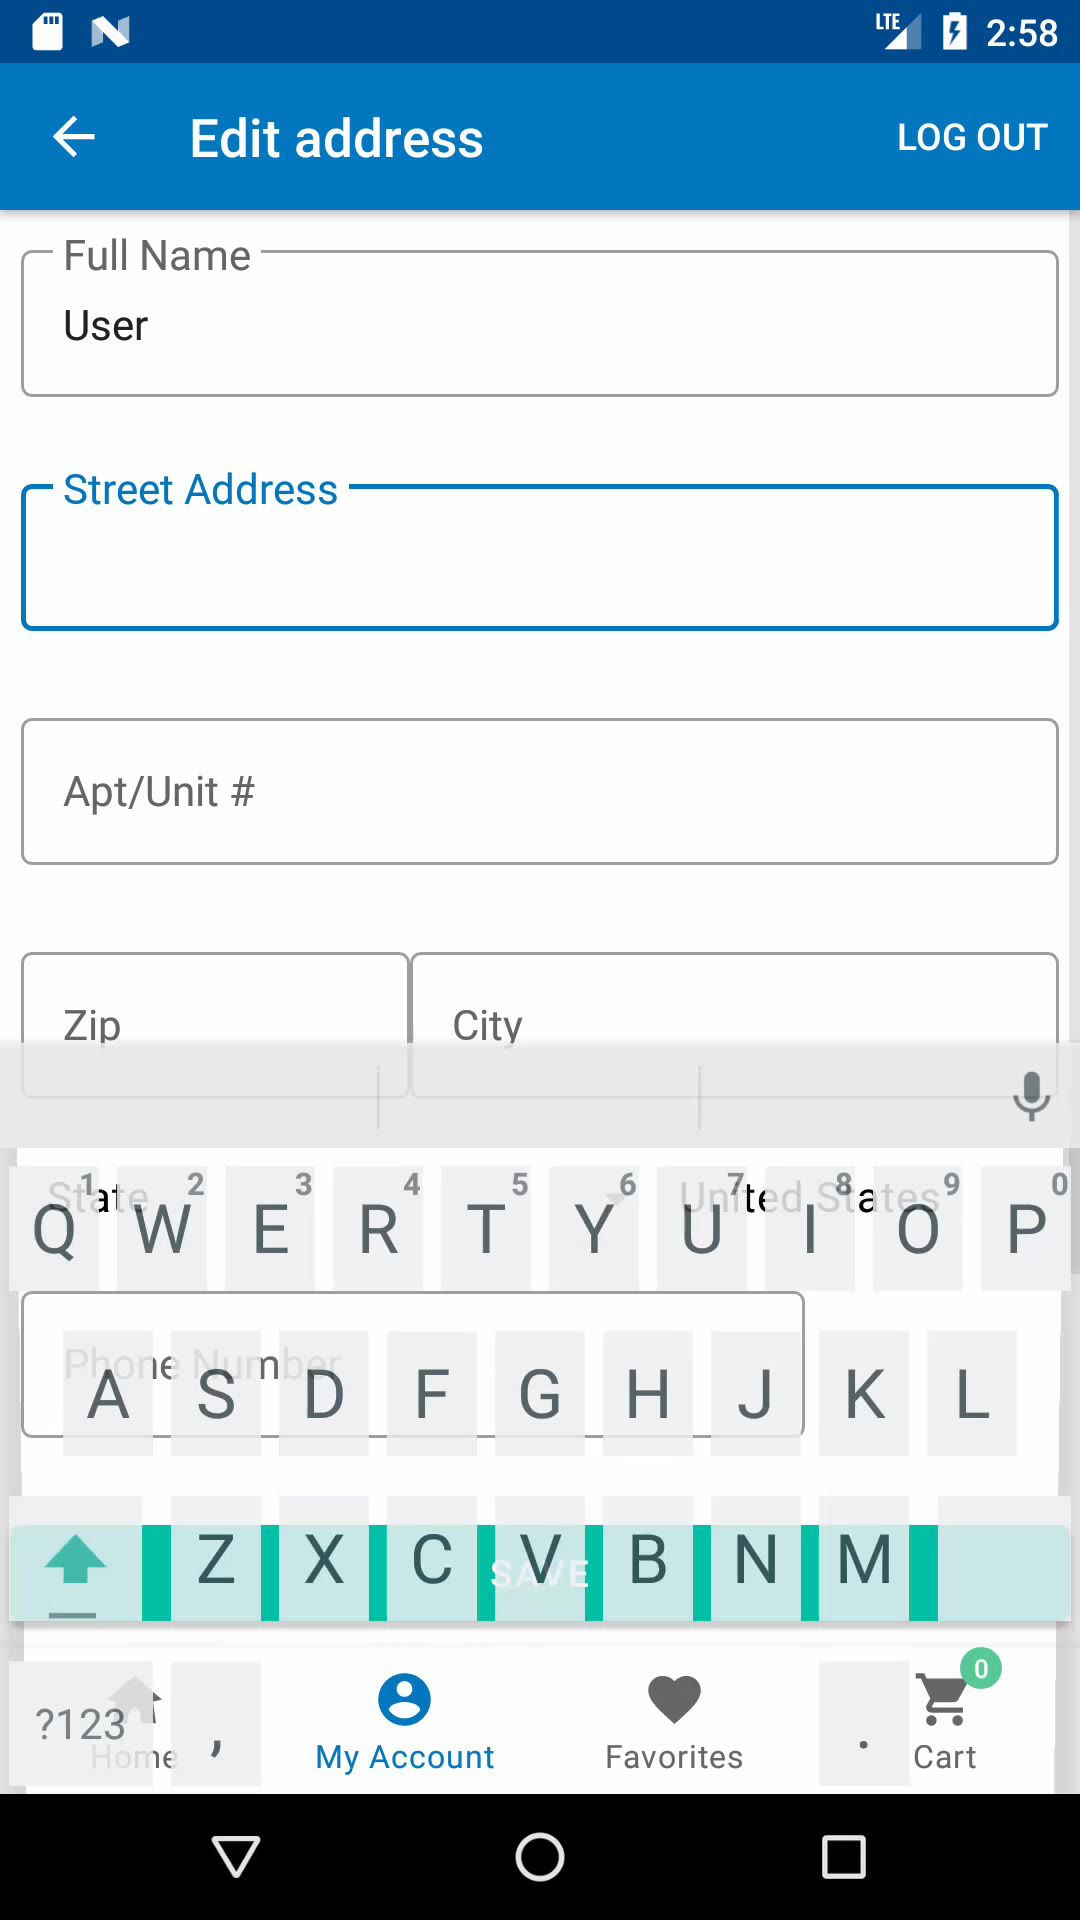 LTE 2:58
Edit address LOG OUT
Full Name
User
Street Address
Apt/Unit #
Zip City
State United States
1 2 3 4 5 6 7 8 9 0
Q W E R T Y U I O P
Phone Number
A S D F G H J K L
SAVE
Z X C V B N M
0
?123 , .
Home My Account Favorites Cart